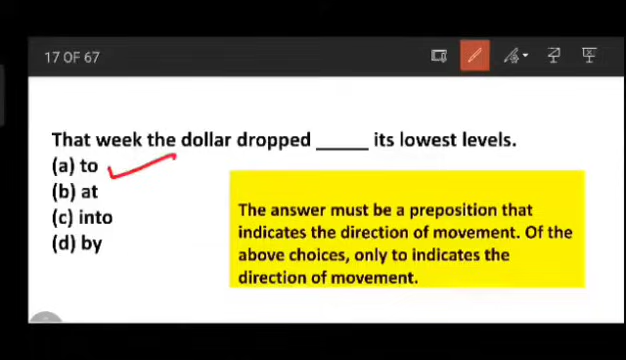 17 OF 67
That week the dollar dropped _____ its lowest levels.
(a) to
(b) at
(c) into
(d) by
The answer must be a preposition that
indicates the direction of movement. Of the
above choices, only to indicates the
direction of movement.